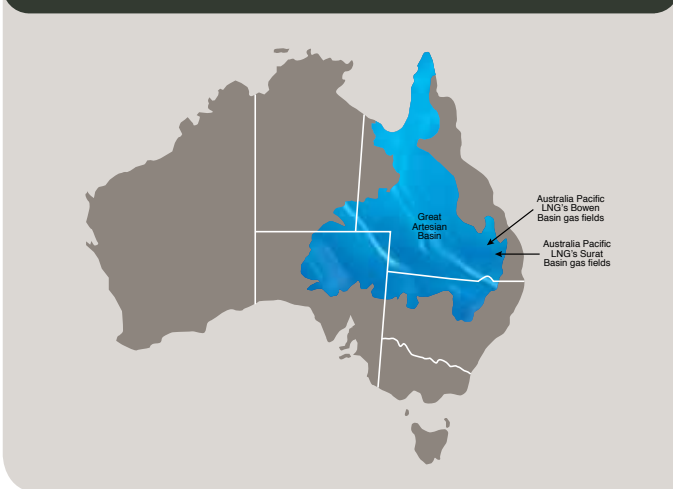 Great
Artesian
Basin
Australia Pacific
LNG's Bowen
Basin gas fields
Australia Pacific
LNG's Surat
Basin gas fields